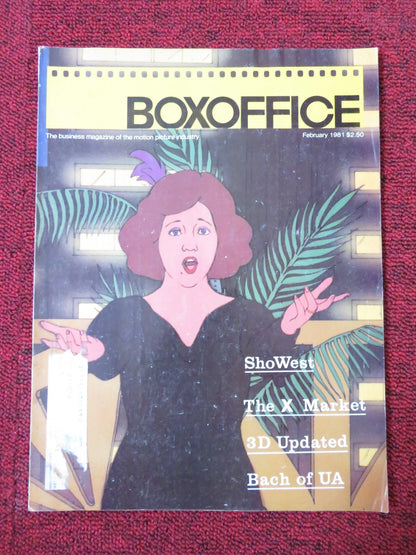 BOXOFFICE
The business magazine of the motion picture industry
February 1981 $2.50
ShoWest
The X Market
3D Updated
Bach of UA